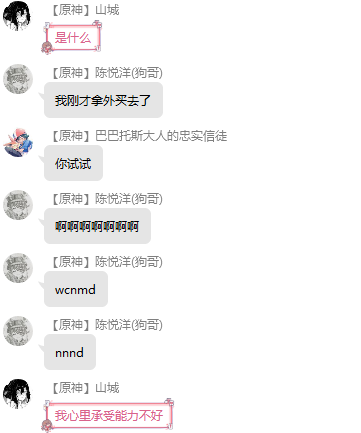 【原神】山城
是什么
【原神】陈悦洋(狗哥)
我刚才拿外买去了
【原神】巴巴托斯大人的忠实信徒
你试试
【原神】陈悦洋(狗哥)
啊啊啊啊啊啊啊
【原神】陈悦洋(狗哥)
wcnmd
【原神】陈悦洋(狗哥)
nnnd
【原神】山城
我心里承受能力不好